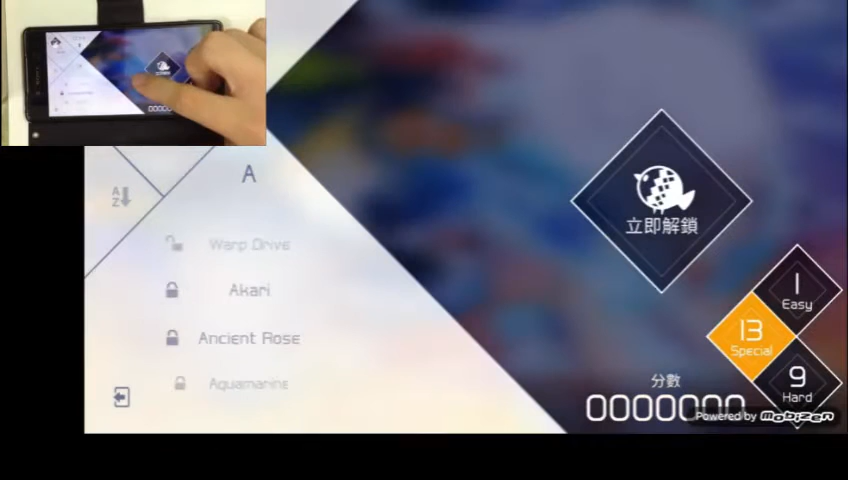 A
A
Z
Warp Drive
Akari
Ancient Rose
Aquamarine
立即解鎖
1
Easy
13
Special
9
Hard
分數
0000000
Powered by mobizen